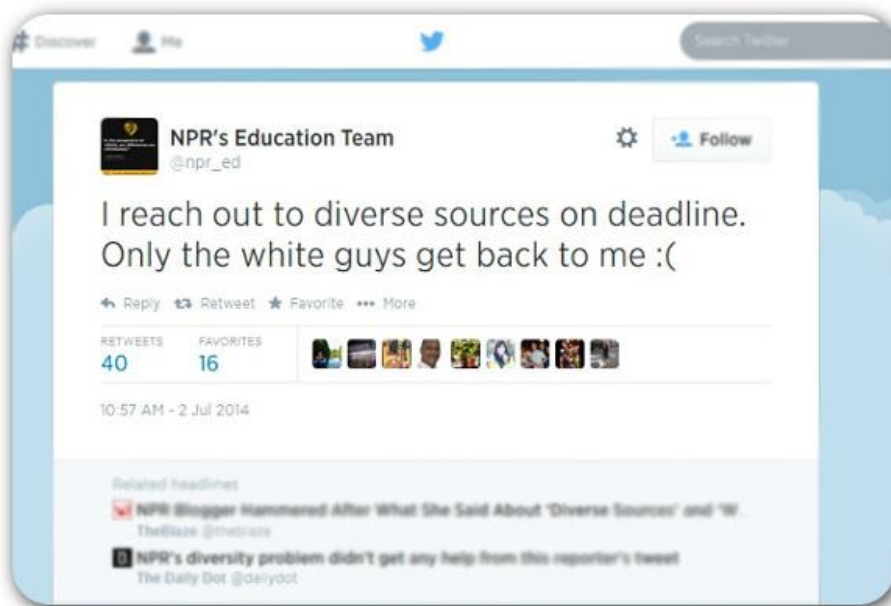 # Discover
Me
Search Twitter
NPR's Education Team
@npr_ed
Follow
I reach out to diverse sources on deadline.
Only the white guys get back to me :(
Reply Retweet Favorite More
RETWEETS FAVORITES
40 16
10:57 AM - 2 Jul 2014
Related headlines
NPR Blogger Hammered After What She Said About 'Diverse Sources' and 'W...
TheBlaze @theblaze
NPR's diversity problem didn't get any help from this reporter's tweet
The Daily Dot @dailydot